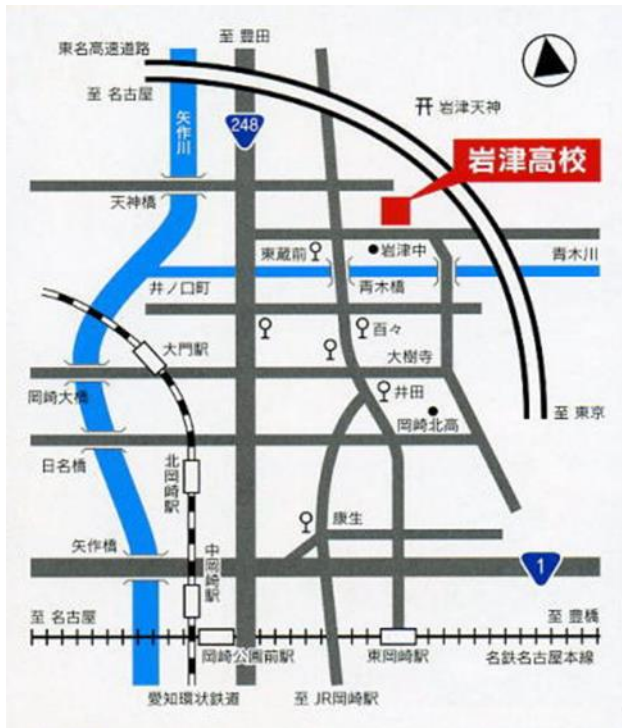 至 豊田
東名高速道路
至 名古屋
矢作川
248
岩津天神
岩津高校
天神橋
東蔵前
岩津中
青木川
井ノ口町
青木橋
百々
大門駅
大樹寺
井田
岡崎大橋
岡崎北高
至 東京
日名橋
北岡崎駅
康生
矢作橋
中岡崎駅
1
至 名古屋
至 豊橋
岡崎公園前駅
東岡崎駅
名鉄名古屋本線
愛知環状鉄道
至 JR岡崎駅